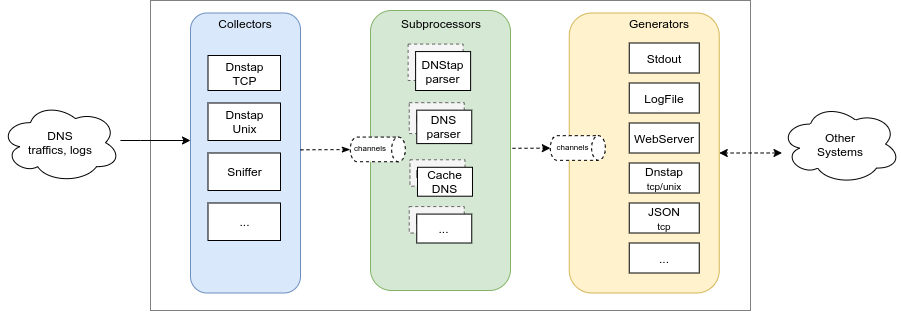 Collectors
Dnstap
TCP
Dnstap
Unix
Sniffer
...
DNS
traffics, logs
channels
Subprocessors
DNStap
parser
DNS
parser
Cache
DNS
...
channels
Generators
Stdout
LogFile
WebServer
Dnstap
tcp/unix
JSON
tcp
...
Other
Systems